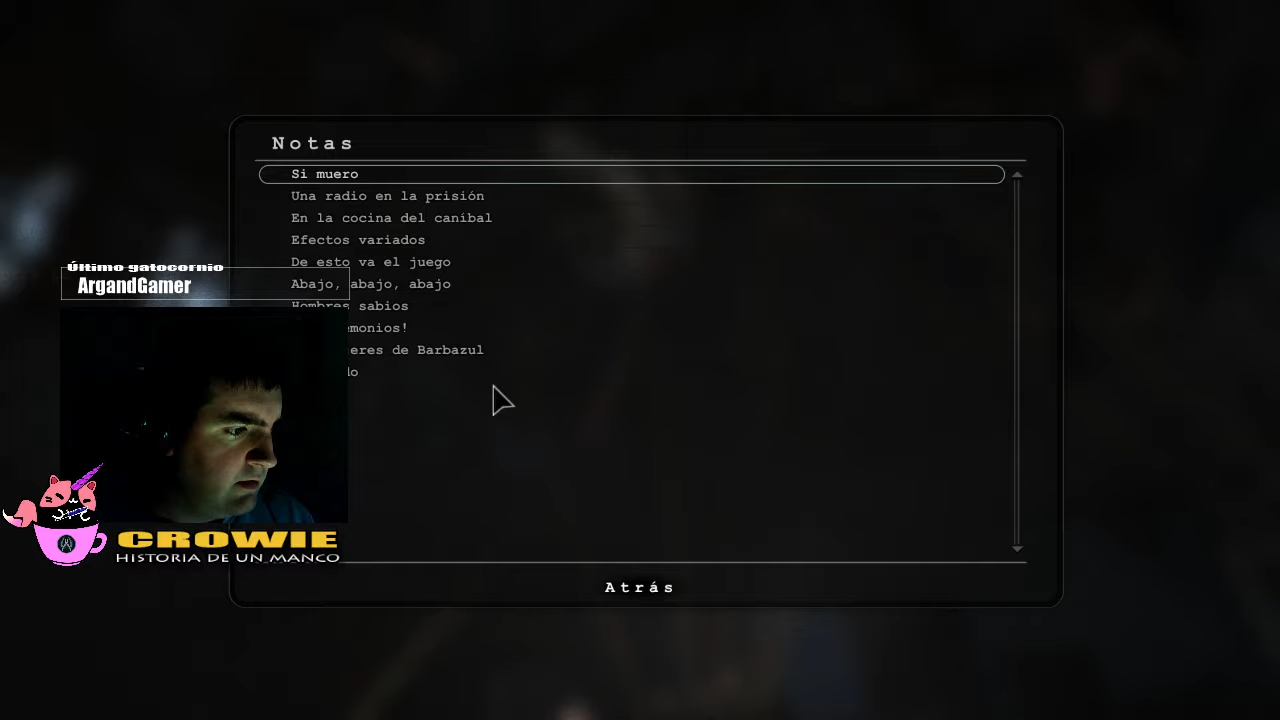 Notas
Si muero
Una radio en la prisión
En la cocina del caníbal
Efectos variados
De esto va el juego
Abajo, abajo, abajo
Hombres sabios
emonios!
eres de Barbazul
do
Último gatocornio
ArgandGamer
CROWIE
HISTORIA DE UN MANCO
Atrás